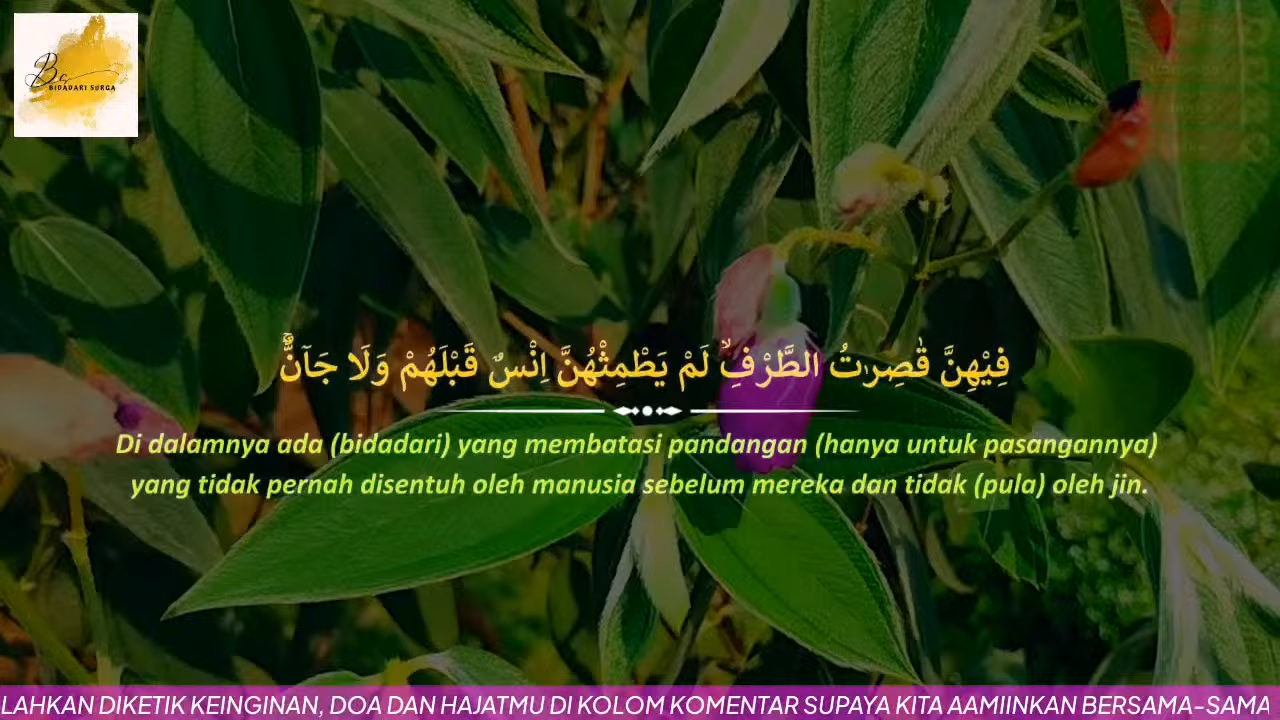 Bs
BIDADARI SURGA
فِيْهِنَّ قٰصِرٰتُ الطَّرْفِۙ لَمْ يَطْمِثْهُنَّ اِنْسٌ قَبْلَهُمْ وَلَا جَاۤنٌّۚ
Di dalamnya ada (bidadari) yang membatasi pandangan (hanya untuk pasangannya)
yang tidak pernah disentuh oleh manusia sebelum mereka dan tidak (pula) oleh jin.
LAHKAN DIKETIK KEINGINAN, DOA DAN HAJATMU DI KOLOM KOMENTAR SUPAYA KITA AAMIINKAN BERSAMA-SAMA